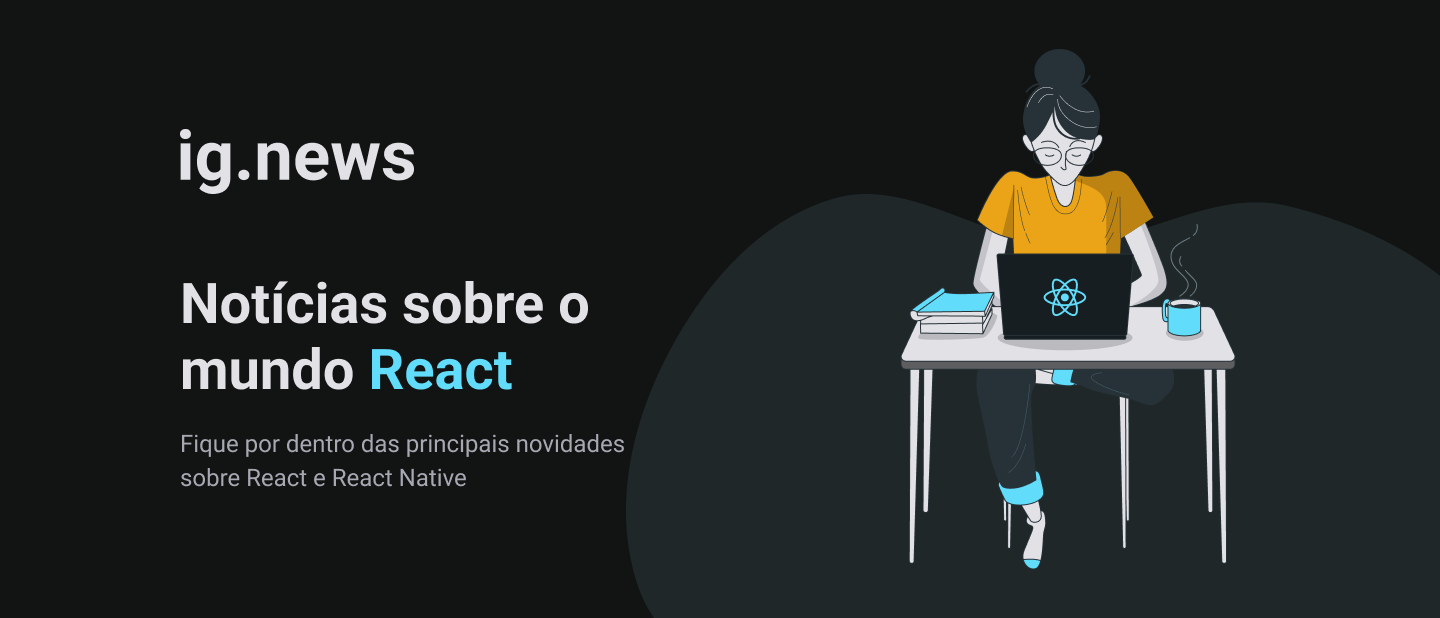 ig.news
Notícias sobre o
mundo React
Fique por dentro das principais novidades
sobre React e React Native